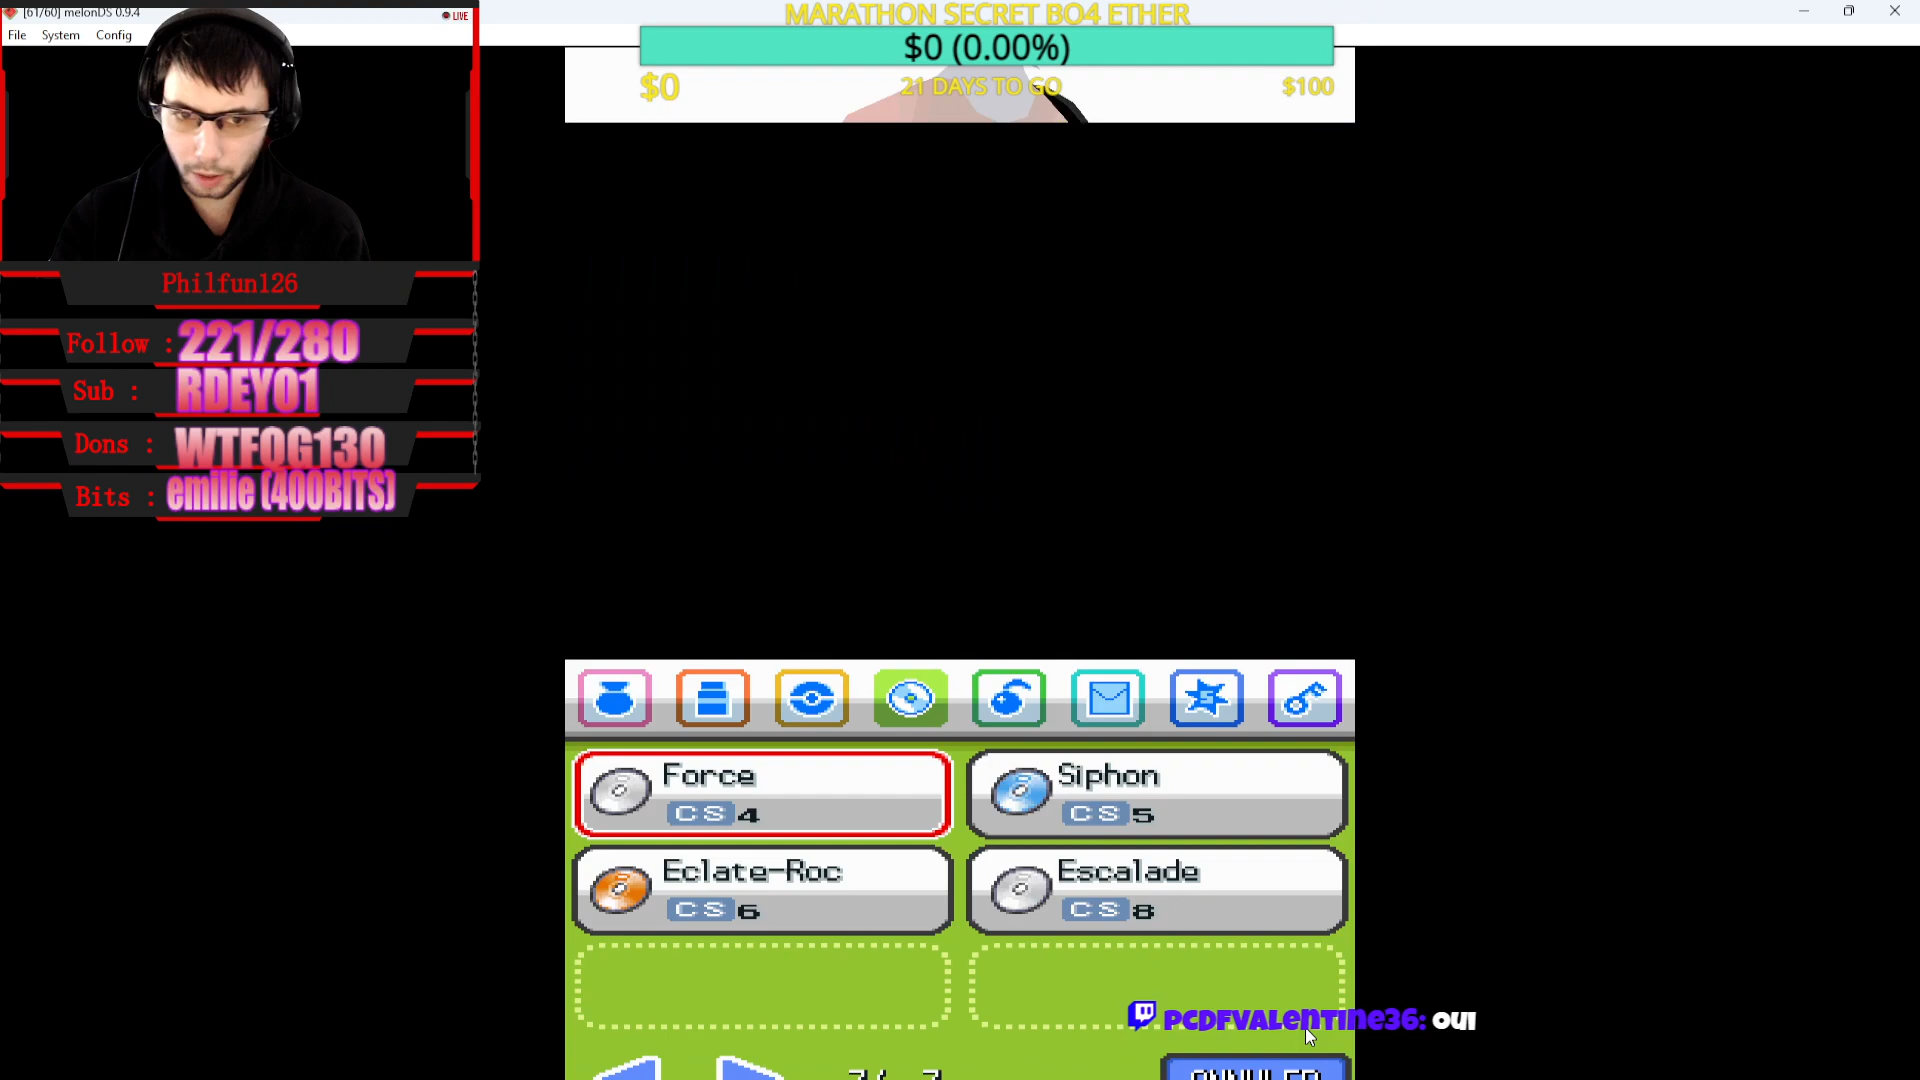 [61/60] melonDS 0.9.4
LIVE
File System Config
MARATHON SECRET BO4 ETHER
$0 (0.00%)
$0 21 DAYS TO GO $100
Philfun126
Follow : 221/280
Sub : RDEY01
Dons : WTFQG130
Bits : emilie (400BITS)
Force
CS 4
Siphon
CS 5
Eclate-Roc
CS 6
Escalade
CS 8
PCDFValentine36: oui
ANNULER